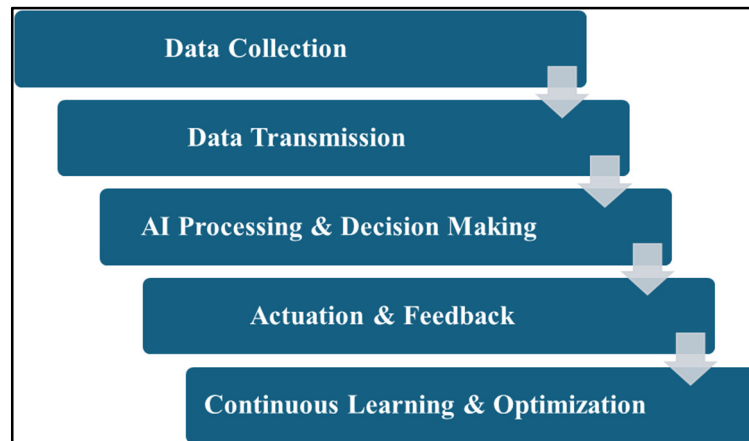 Data Collection
Data Transmission
AI Processing & Decision Making
Actuation & Feedback
Continuous Learning & Optimization